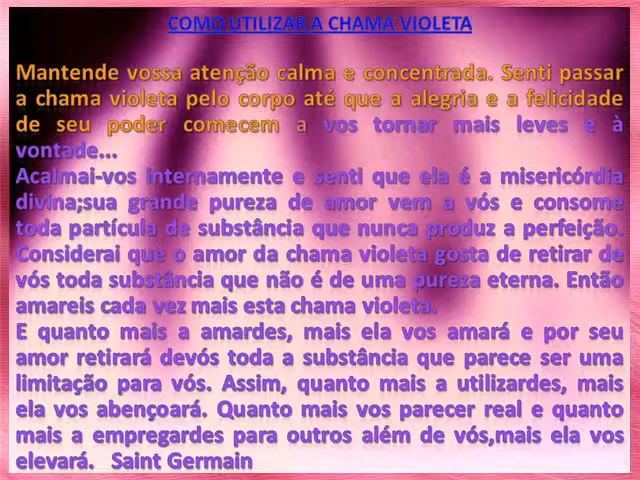 COMO UTILIZAR A CHAMA VIOLETA
Mantende vossa atenção calma e concentrada. Senti passar
a chama violeta pelo corpo até que a alegria e a felicidade
de seu poder comecem a vos tornar mais leves e à
vontade...
Acalmai-vos internamente e senti que ela é a misericórdia
divina;sua grande pureza de amor vem a vós e consome
toda partícula de substância que nunca produz a perfeição.
Considerai que o amor da chama violeta gosta de retirar de
vós toda substância que não é de uma pureza eterna. Então
amareis cada vez mais esta chama violeta.
E quanto mais a amardes, mais ela vos amará e por seu
amor retirará devós toda a substância que parece ser uma
limitação para vós. Assim, quanto mais a utilizardes, mais
ela vos abençoará. Quanto mais vos parecer real e quanto
mais a empregardes para outros além de vós,mais ela vos
elevará. Saint Germain